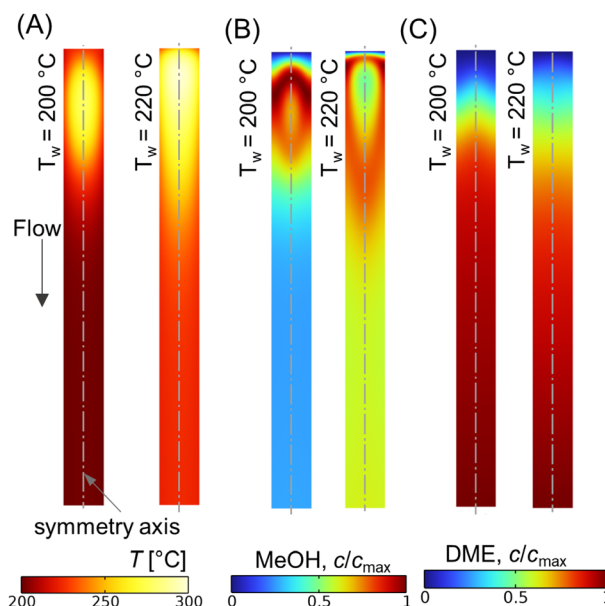 (A)
T_w = 200 °C
T_w = 220 °C
(B)
T_w = 200 °C
T_w = 220 °C
(C)
T_w = 200 °C
T_w = 220 °C
Flow
symmetry axis
T [°C]
200 250 300
MeOH, c/c_max
0 0.5 1
DME, c/c_max
0 0.5